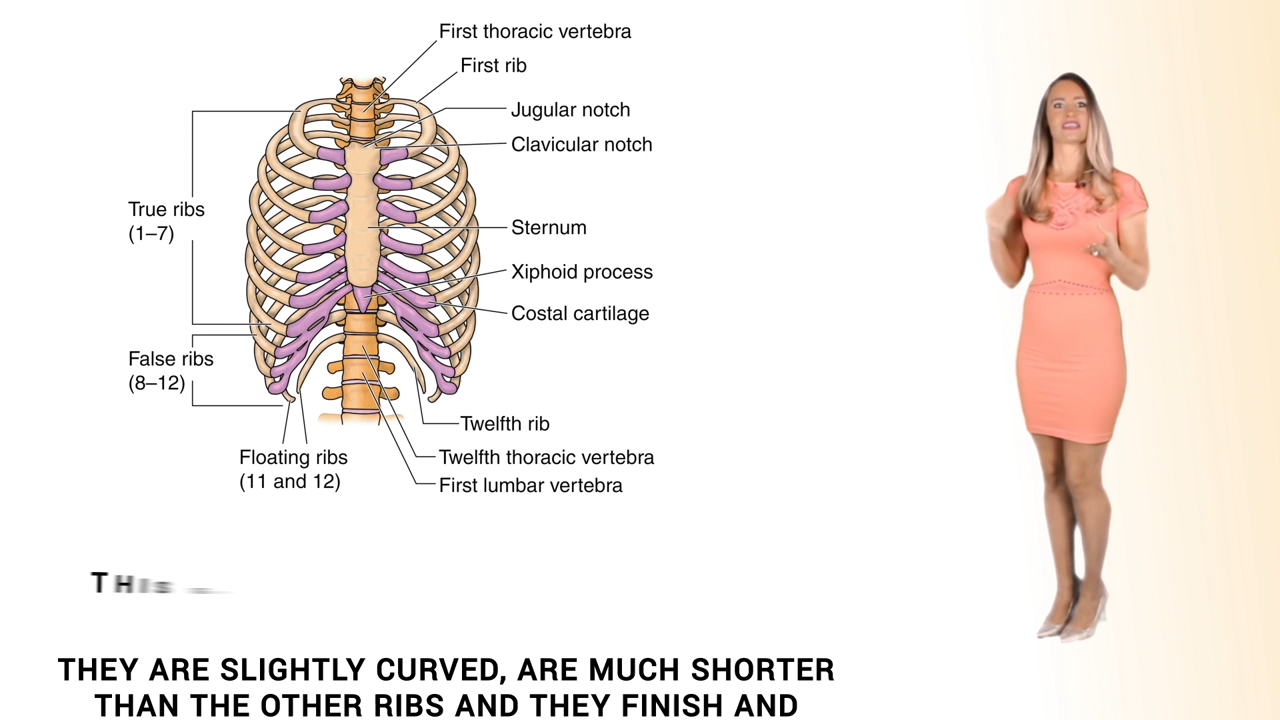 First thoracic vertebra
First rib
Jugular notch
Clavicular notch
True ribs
(1–7)
Sternum
Xiphoid process
Costal cartilage
False ribs
(8–12)
Twelfth rib
Floating ribs
(11 and 12)
Twelfth thoracic vertebra
First lumbar vertebra
THIS
THEY ARE SLIGHTLY CURVED, ARE MUCH SHORTER
THAN THE OTHER RIBS AND THEY FINISH AND